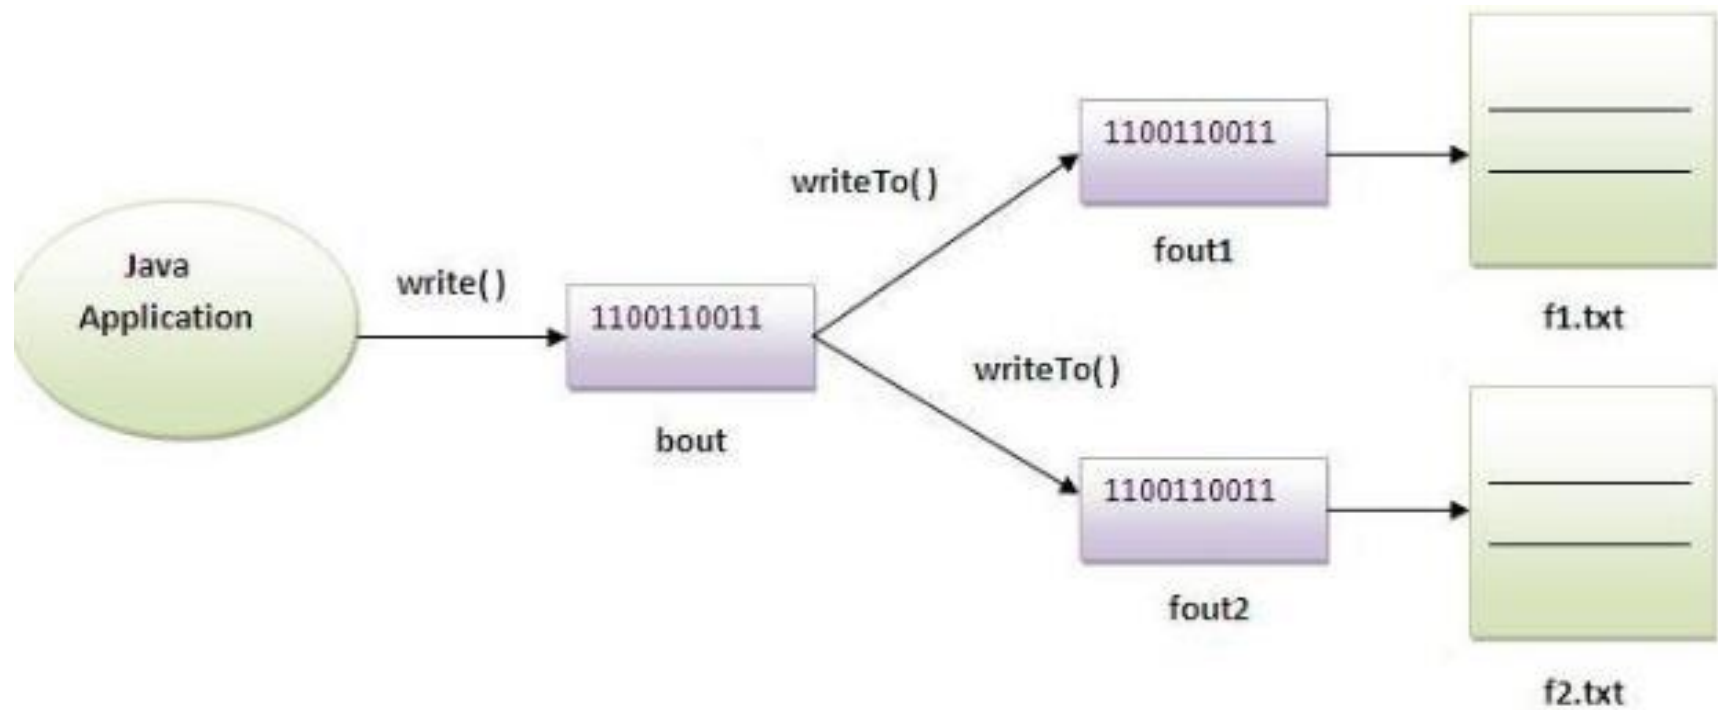 Java
Application
write()
1100110011
bout
writeTo()
1100110011
fout1
f1.txt
writeTo()
1100110011
fout2
f2.txt